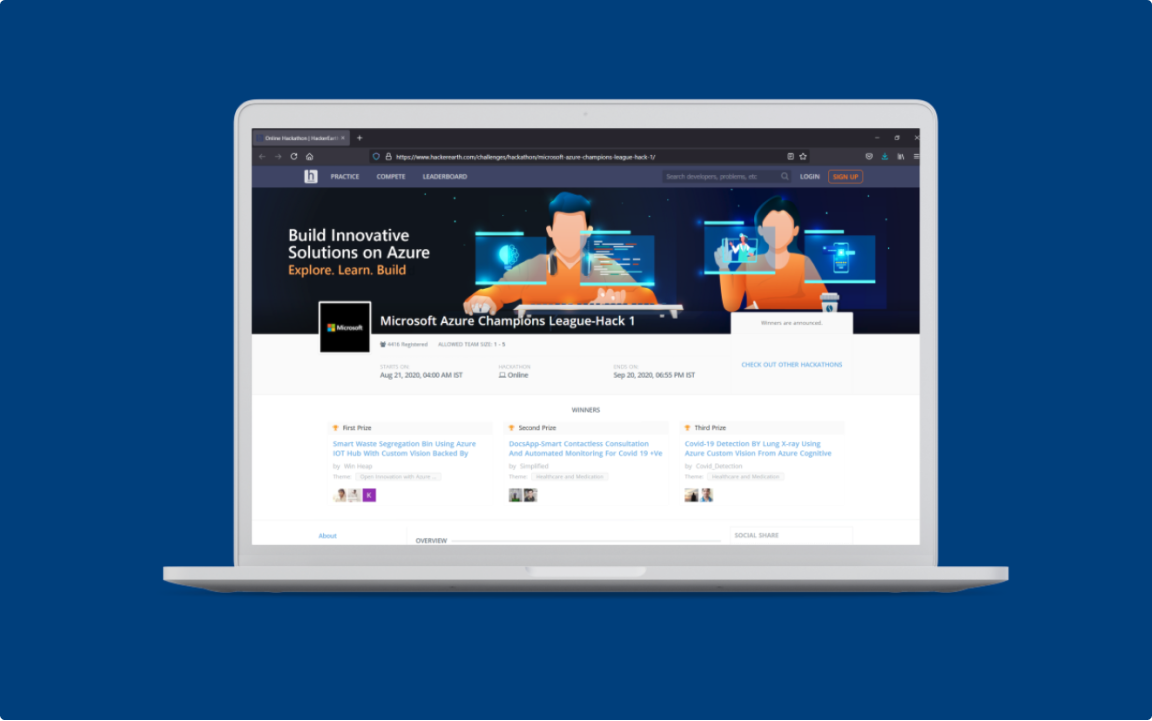 Online Hackathon | HackerEart
https://www.hackerearth.com/challenges/hackathon/microsoft-azure-champions-league-hack-1/
h PRACTICE COMPETE LEADERBOARD Search developers, problems, etc LOGIN SIGN UP
Build Innovative
Solutions on Azure
Explore. Learn. Build
Microsoft
Microsoft Azure Champions League-Hack 1
Winners are announced.
4416 Registered ALLOWED TEAM SIZE: 1 - 5
CHECK OUT OTHER HACKATHONS
STARTS ON: HACKATHON ENDS ON:
Aug 21, 2020, 04:00 AM IST Online Sep 20, 2020, 06:55 PM IST
WINNERS
First Prize
Smart Waste Segregation Bin Using Azure
IOT Hub With Custom Vision Backed By
by Win Heap
Theme: Open Innovation with Azure ...
K
Second Prize
DocsApp-Smart Contactless Consultation
And Automated Monitoring For Covid 19 +Ve
by Simplified
Theme: Healthcare and Medication
Third Prize
Covid-19 Detection BY Lung X-ray Using
Azure Custom Vision From Azure Cognitive
by Covid_Detection
Theme: Healthcare and Medication
About
OVERVIEW
SOCIAL SHARE